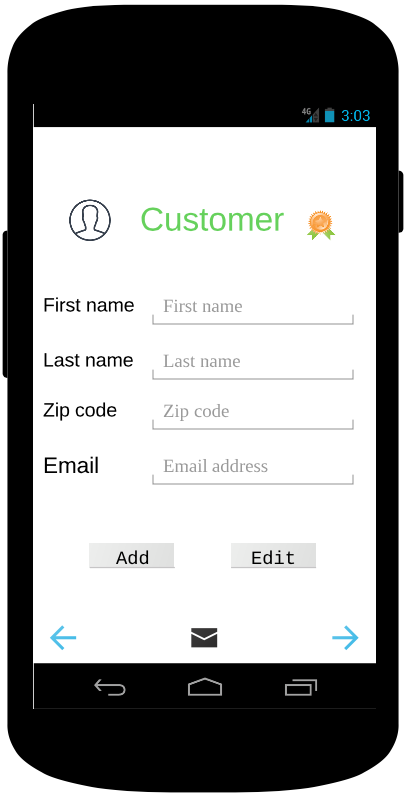 4G 3:03
Customer
First name First name
Last name Last name
Zip code Zip code
Email Email address
Add Edit